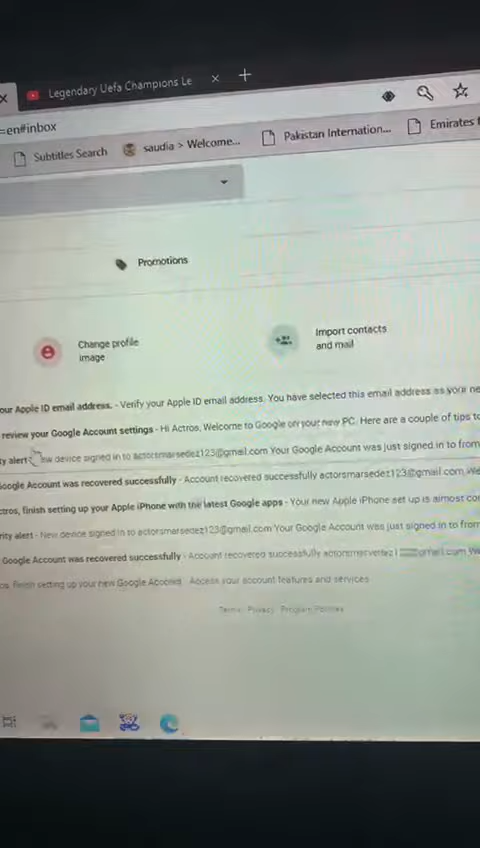 Legendary Uefa Champions Le
=en#inbox
Subtitles Search
saudia > Welcome...
Pakistan Internation...
Emirates f
Promotions
Change profile
image
Import contacts
and mail
our Apple ID email address. - Verify your Apple ID email address. You have selected this email address as your ne
review your Google Account settings - Hi Actros, Welcome to Google on your new PC. Here are a couple of tips to
ty alert - New device signed in to actorsmarsedez123@gmail.com Your Google Account was just signed in to from
Google Account was recovered successfully - Account recovered successfully actorsmarsedez123@gmail.com We
ctros, finish setting up your Apple iPhone with the latest Google apps - Your new Apple iPhone set up is almost co
rity alert - New device signed in to actorsmarsedez123@gmail.com Your Google Account was just signed in to from
Google Account was recovered successfully - Account recovered successfully
os, finish setting up your new Google Account - Access your account features and services
Terms · Privacy · Program Policies